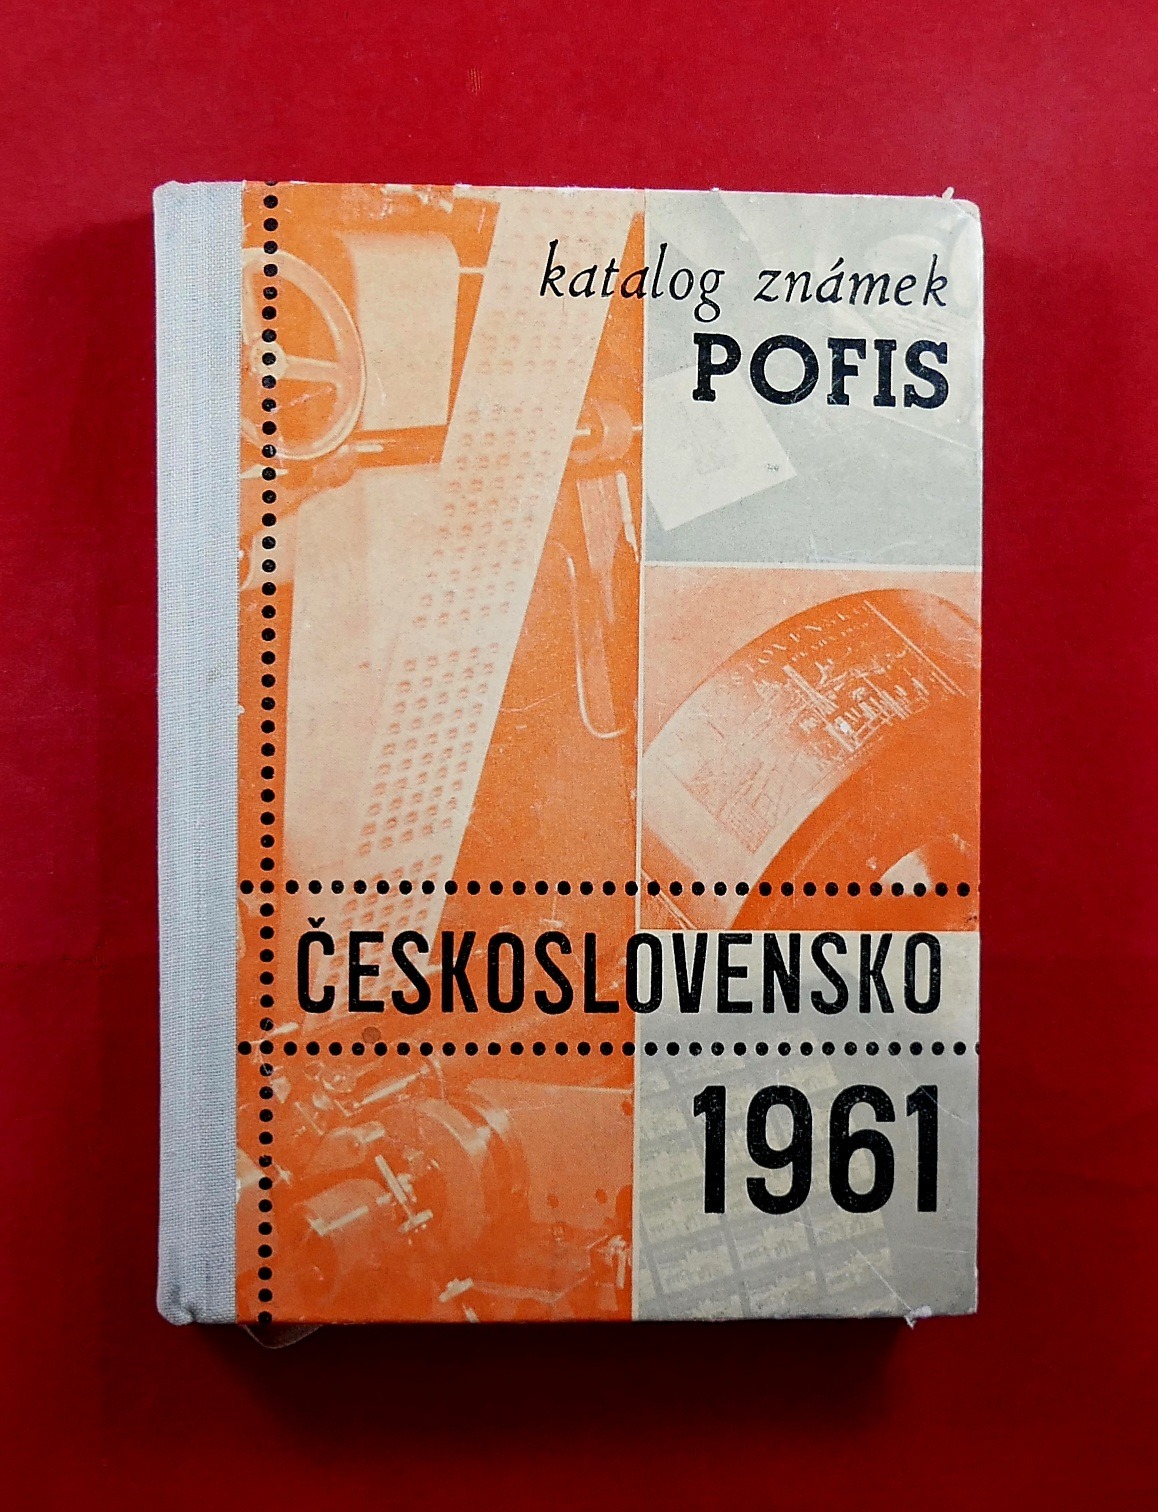 katalog známek
POFIS
ČESKOSLOVENSKO
1961